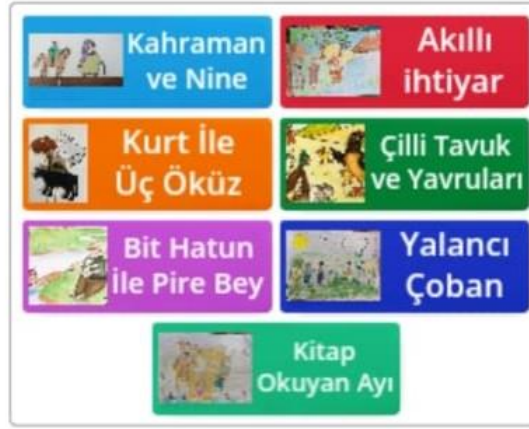 Kahraman
ve Nine
Akıllı
ihtiyar
Kurt İle
Üç Öküz
Çilli Tavuk
ve Yavruları
Bit Hatun
İle Pire Bey
Yalancı
Çoban
Kitap
Okuyan Ayı